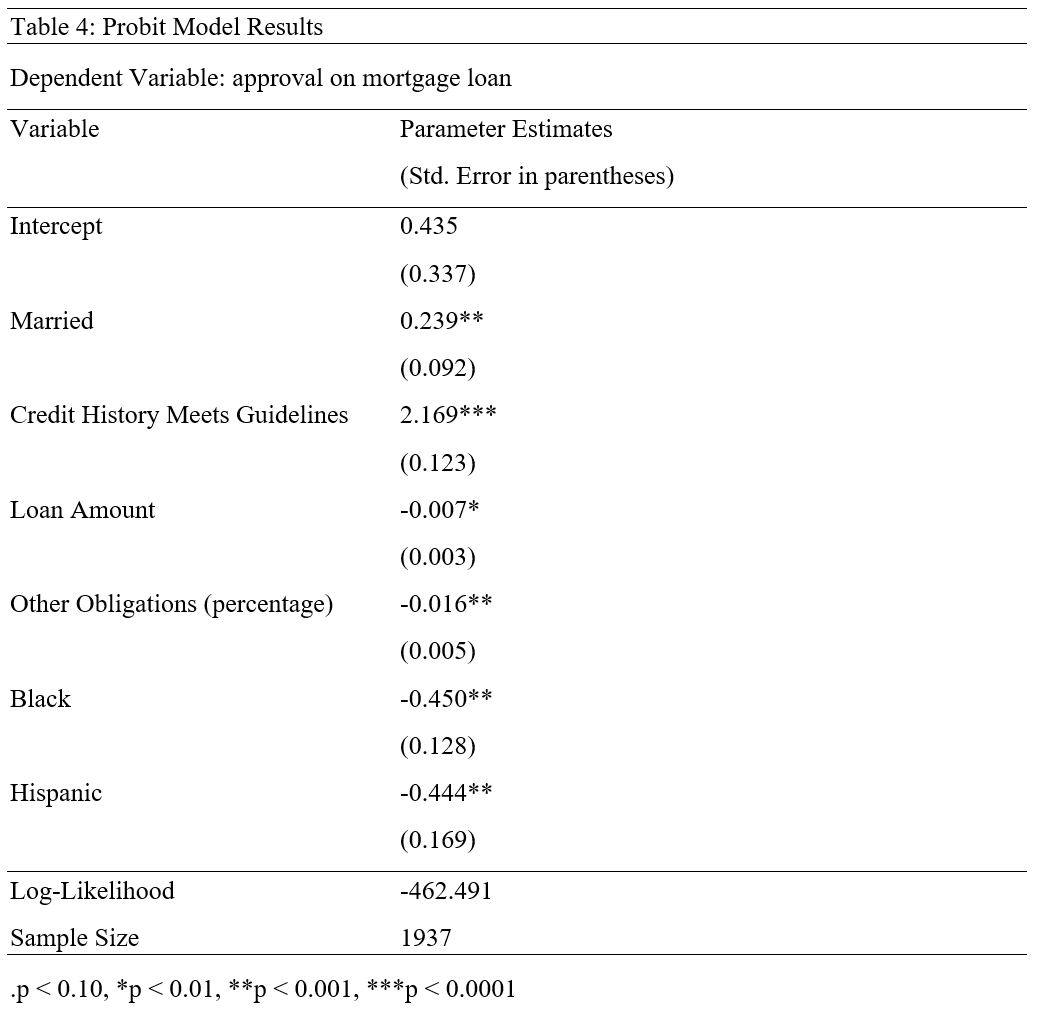 Table 4: Probit Model Results
Dependent Variable: approval on mortgage loan
Variable Parameter Estimates
(Std. Error in parentheses)
Intercept 0.435
(0.337)
Married 0.239**
(0.092)
Credit History Meets Guidelines 2.169***
(0.123)
Loan Amount -0.007*
(0.003)
Other Obligations (percentage) -0.016**
(0.005)
Black -0.450**
(0.128)
Hispanic -0.444**
(0.169)
Log-Likelihood -462.491
Sample Size 1937
.p < 0.10, *p < 0.01, **p < 0.001, ***p < 0.0001